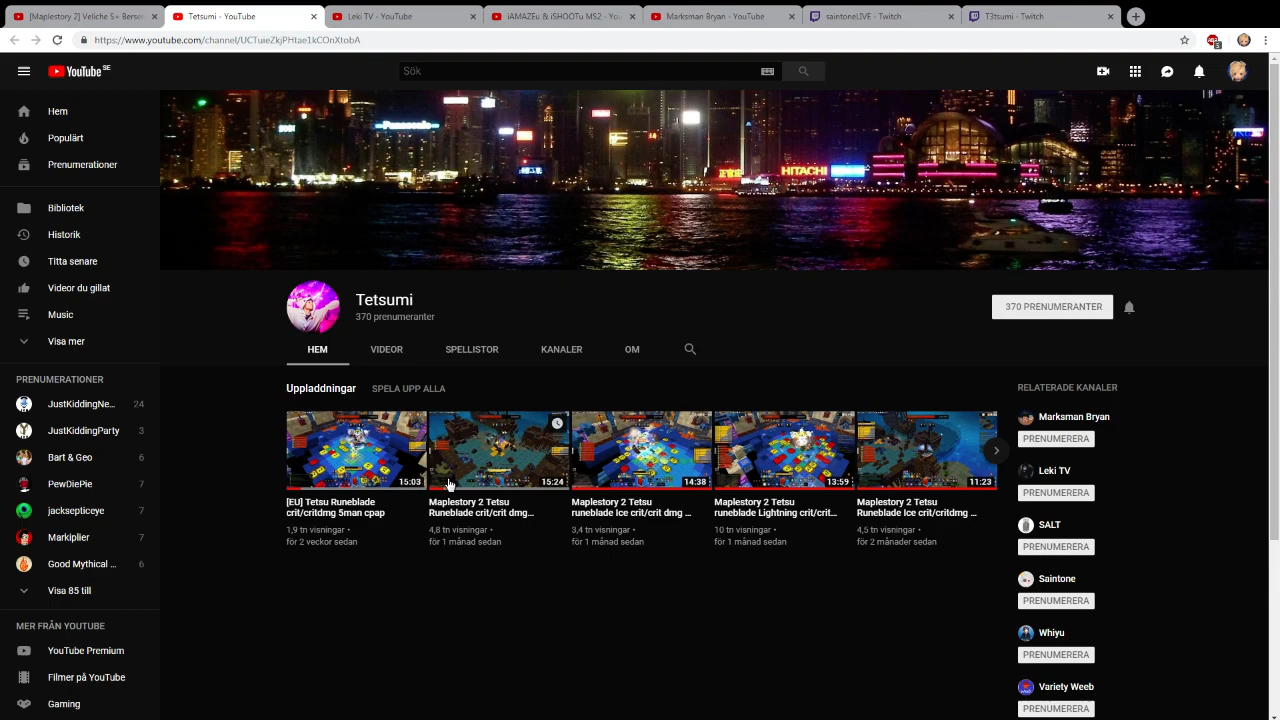 [Maplestory 2] Veliche S+ Berse
Tetsumi - YouTube
Leki TV - YouTube
iAMAZEu & iSHOOTu MS2 - You
Marksman Bryan - YouTube
saintoneLIVE - Twitch
T3tsumi - Twitch
https://www.youtube.com/channel/UCTuieZkjPHtae1kCOnXtobA
YouTube SE
Sök
Hem
Populärt
Prenumerationer
Bibliotek
Historik
Titta senare
Videor du gillat
Music
Visa mer
PRENUMERATIONER
JustKiddingNe... 24
JustKiddingParty 3
Bart & Geo 6
PewDiePie 7
jacksepticeye 7
Markiplier 7
Good Mythical ... 6
Visa 85 till
MER FRÅN YOUTUBE
YouTube Premium
Filmer på YouTube
Gaming
Panasonic
HITACHI
Tetsumi
370 prenumeranter
370 PRENUMERANTER
HEM
VIDEOR
SPELLISTOR
KANALER
OM
Uppladdningar
SPELA UPP ALLA
15:03
[EU] Tetsu Runeblade
crit/critdmg 5man cpap
1,9 tn visningar •
för 2 veckor sedan
15:24
Maplestory 2 Tetsu
Runeblade crit/crit dmg...
4,8 tn visningar •
för 1 månad sedan
14:38
Maplestory 2 Tetsu
runeblade Ice crit/crit dmg ...
3,4 tn visningar •
för 1 månad sedan
13:59
Maplestory 2 Tetsu
runeblade Lightning crit/crit...
10 tn visningar •
för 1 månad sedan
11:23
Maplestory 2 Tetsu
Runeblade Ice crit/critdmg ...
4,5 tn visningar •
för 2 månader sedan
RELATERADE KANALER
Marksman Bryan
PRENUMERERA
Leki TV
PRENUMERERA
SALT
PRENUMERERA
Saintone
PRENUMERERA
Whiyu
PRENUMERERA
Variety Weeb
PRENUMERERA